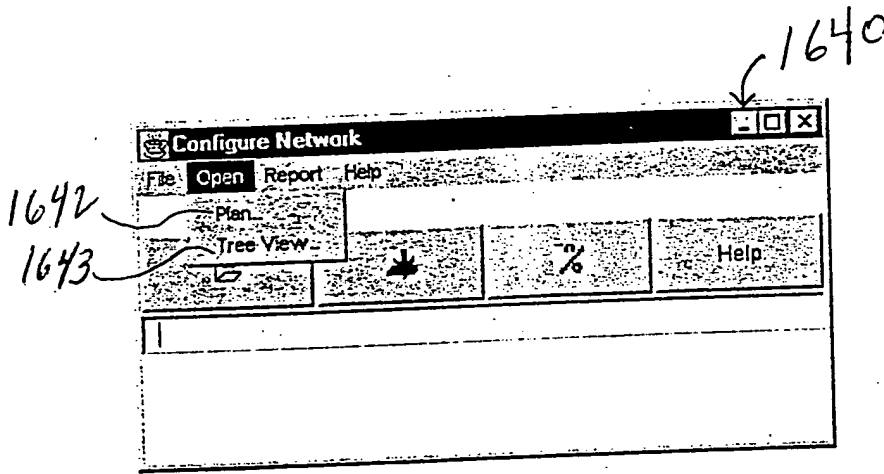 1640
Configure Network
File Open Report Help
1642 Plan...
1643 Tree View...
Help